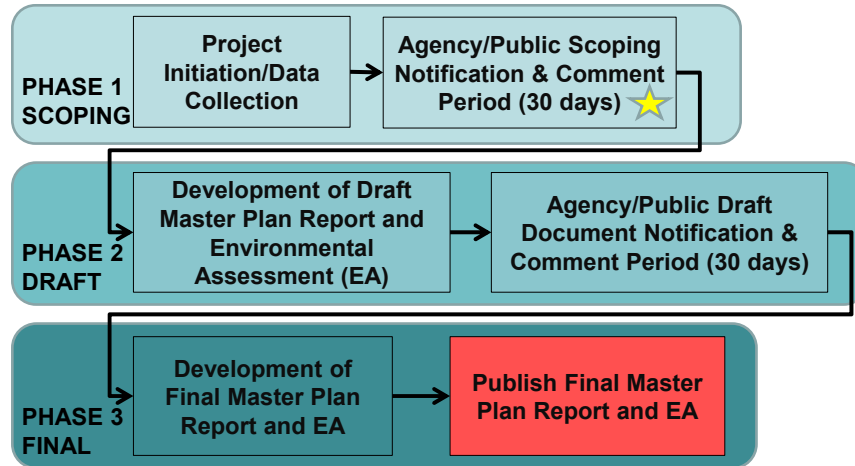 PHASE 1
SCOPING
Project
Initiation/Data
Collection
Agency/Public Scoping
Notification & Comment
Period (30 days)
PHASE 2
DRAFT
Development of Draft
Master Plan Report and
Environmental
Assessment (EA)
Agency/Public Draft
Document Notification &
Comment Period (30 days)
PHASE 3
FINAL
Development of
Final Master Plan
Report and EA
Publish Final Master
Plan Report and EA